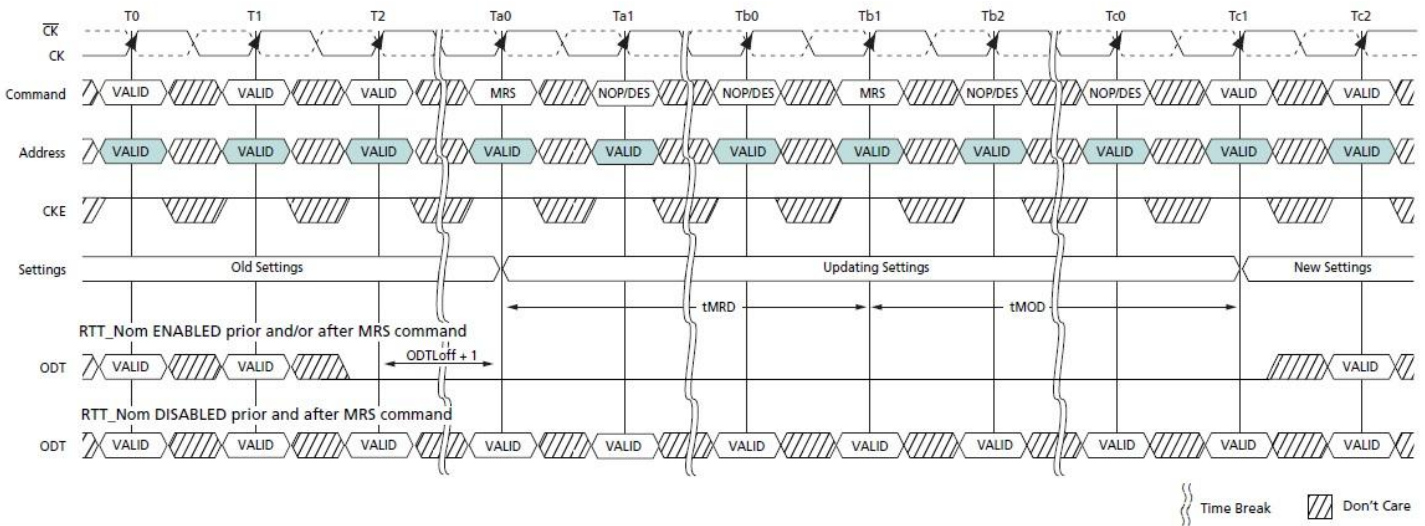 T0 T1 T2 Ta0 Ta1 Tb0 Tb1 Tb2 Tc0 Tc1 Tc2
CK
CK
Command VALID VALID VALID MRS NOP/DES NOP/DES MRS NOP/DES NOP/DES VALID VALID
Address VALID VALID VALID VALID VALID VALID VALID VALID VALID VALID VALID
CKE
Settings Old Settings Updating Settings New Settings
tMRD tMOD
RTT_Nom ENABLED prior and/or after MRS command
ODTLoff + 1
ODT VALID VALID VALID
RTT_Nom DISABLED prior and after MRS command
ODT VALID VALID VALID VALID VALID VALID VALID VALID VALID VALID VALID
Time Break Don't Care